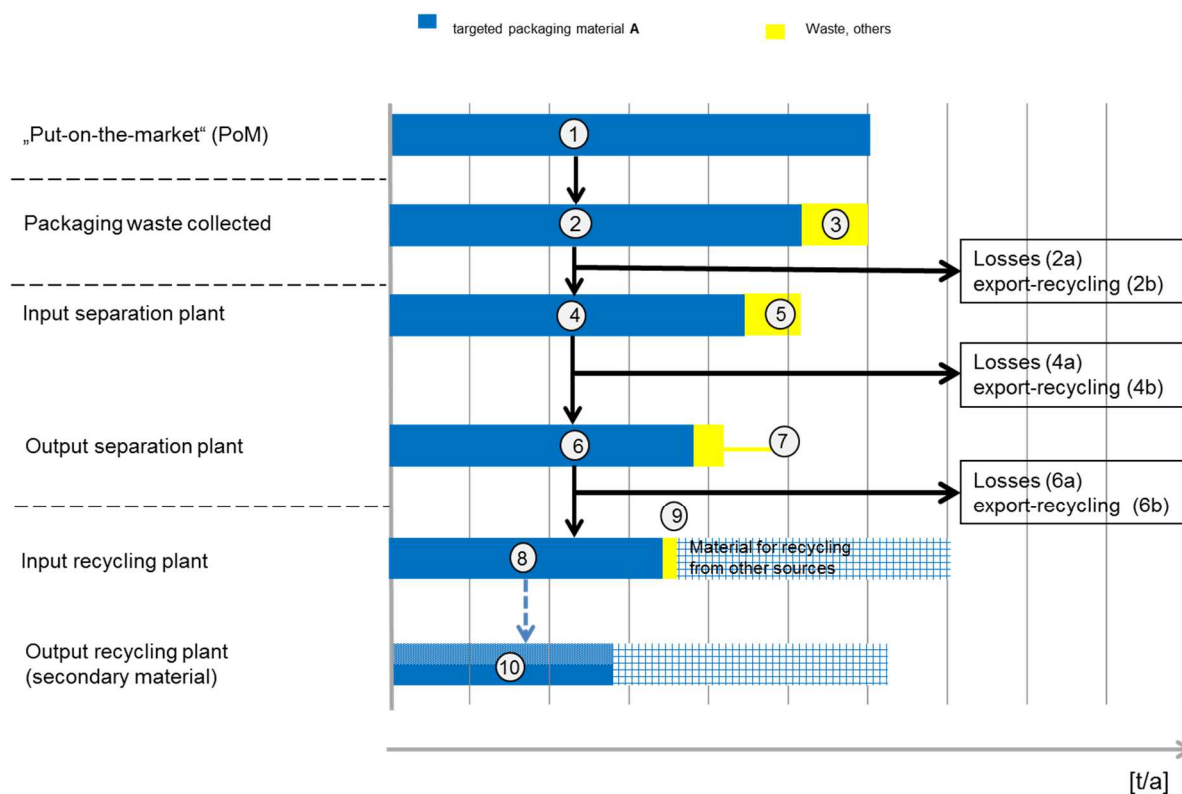 targeted packaging material A
Waste, others
„Put-on-the-market“ (PoM)
1
Packaging waste collected
2
3
Losses (2a)
export-recycling (2b)
Input separation plant
4
5
Losses (4a)
export-recycling (4b)
Output separation plant
6
7
Losses (6a)
export-recycling (6b)
9
Input recycling plant
8
Material for recycling
from other sources
Output recycling plant
(secondary material)
10
[t/a]